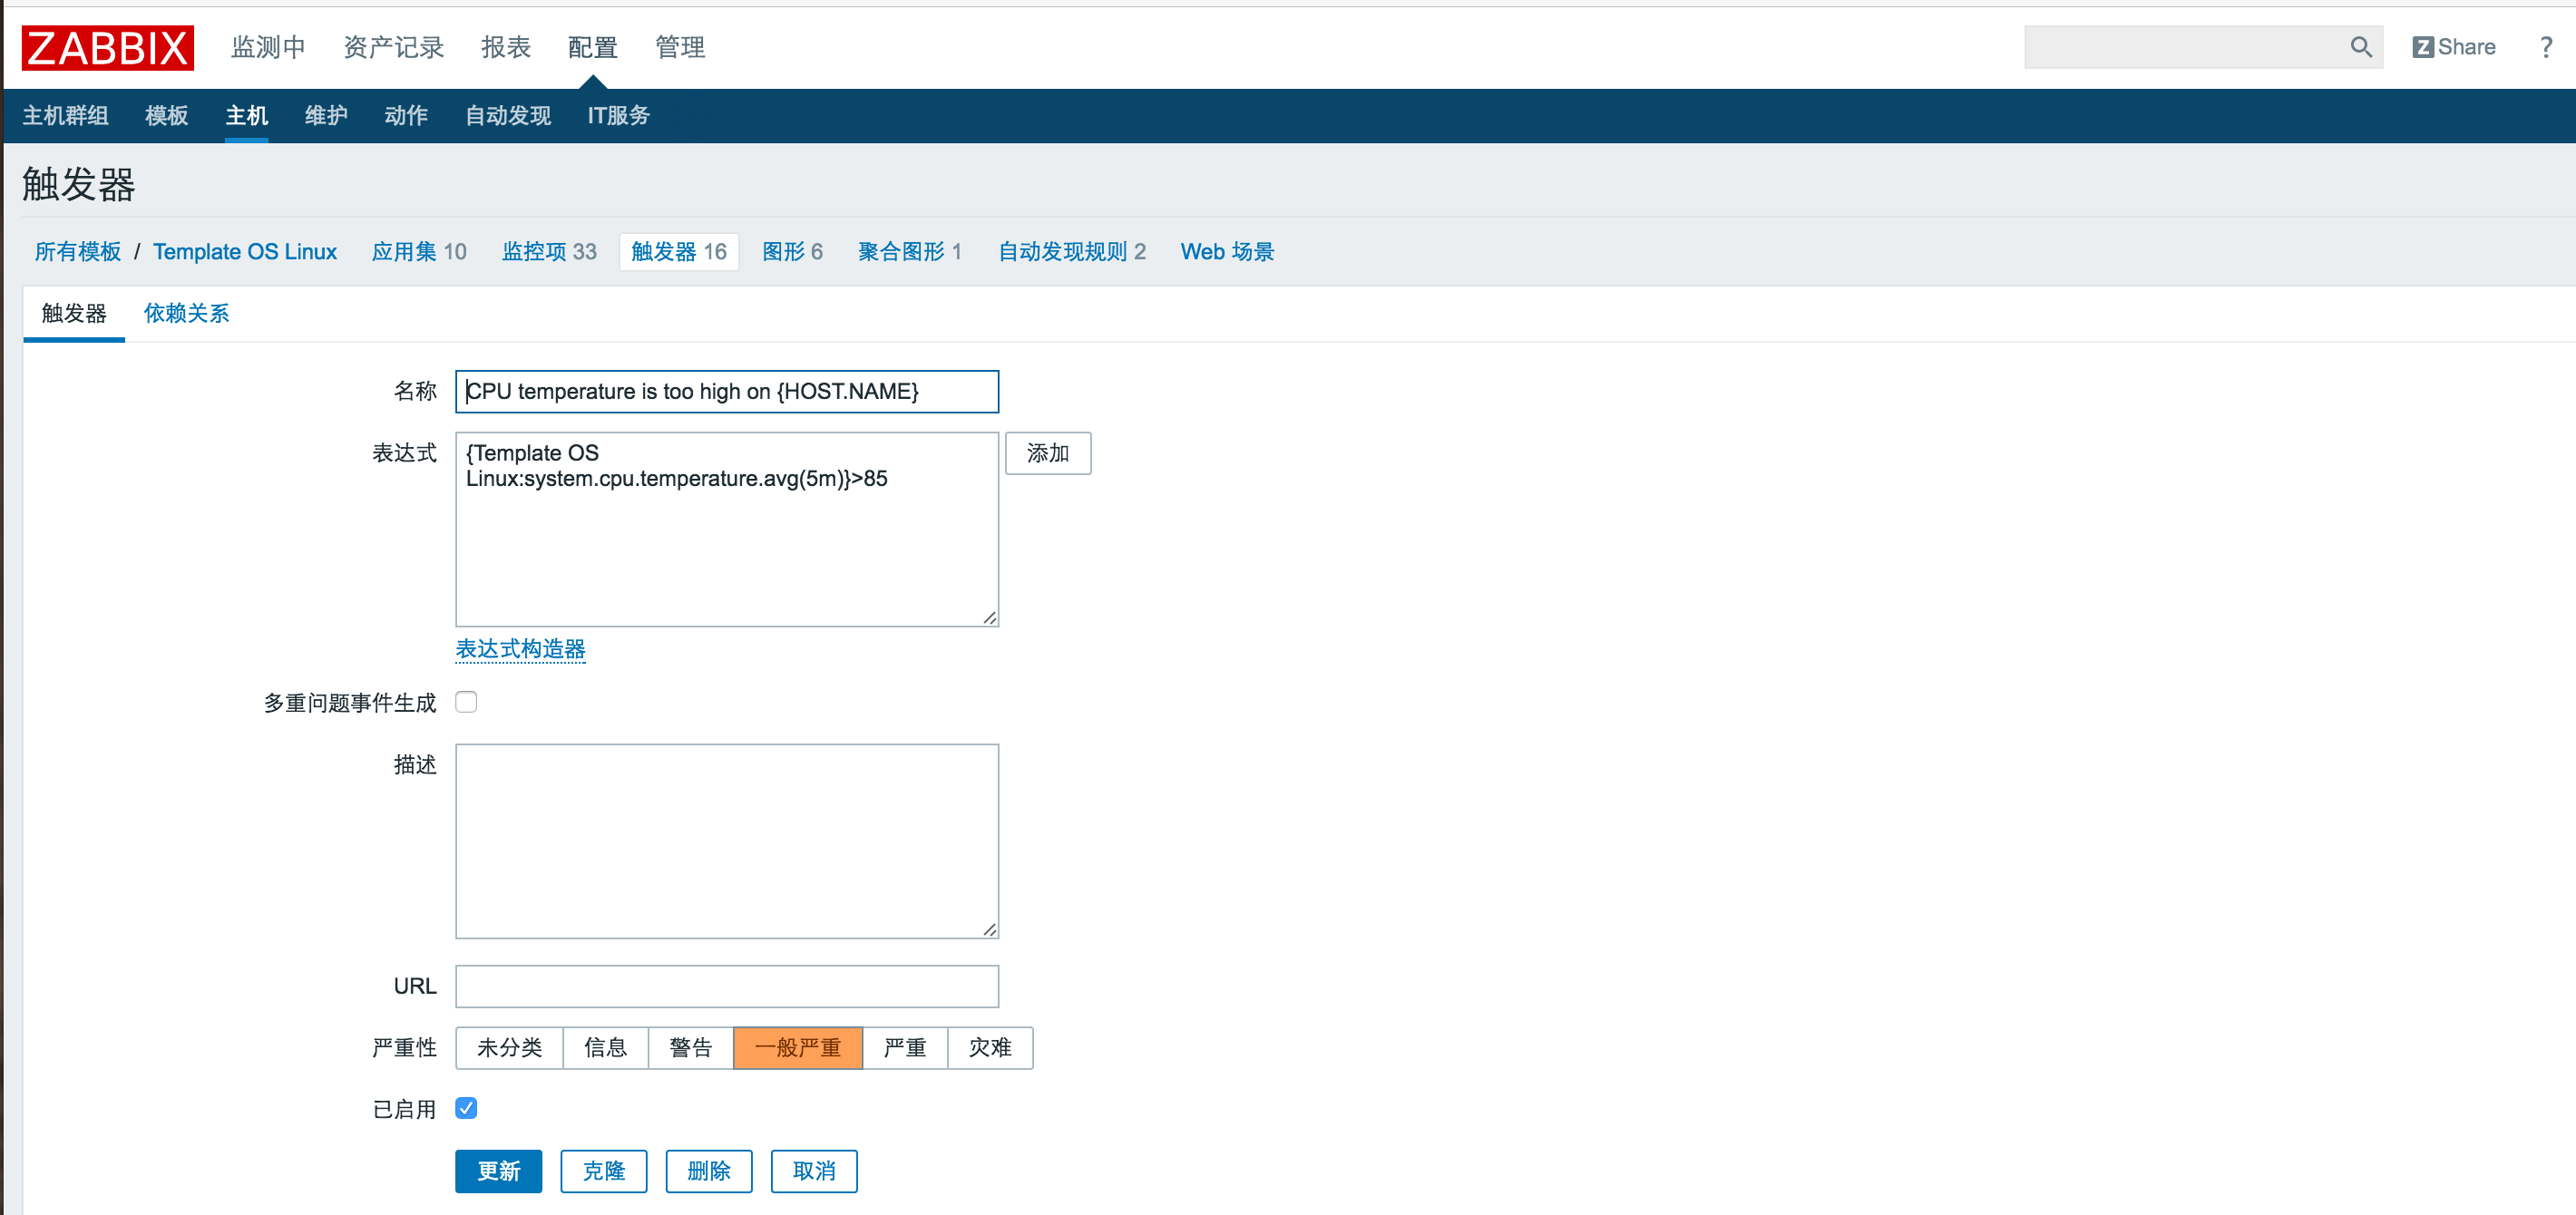 ZABBIX 监测中 资产记录 报表 配置 管理 Z Share ?
主机群组 模板 主机 维护 动作 自动发现 IT服务
触发器
所有模板 / Template OS Linux 应用集 10 监控项 33 触发器 16 图形 6 聚合图形 1 自动发现规则 2 Web 场景
触发器 依赖关系
名称 CPU temperature is too high on {HOST.NAME}
表达式 {Template OS 添加
Linux:system.cpu.temperature.avg(5m)}>85
表达式构造器
多重问题事件生成
描述
URL
严重性 未分类 信息 警告 一般严重 严重 灾难
已启用
更新 克隆 删除 取消